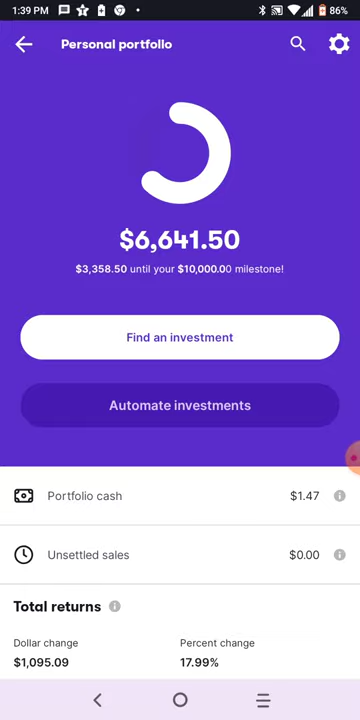 1:39 PM
86%
Personal portfolio
$6,641.50
$3,358.50 until your $10,000.00 milestone!
Find an investment
Automate investments
Portfolio cash $1.47
Unsettled sales $0.00
Total returns
Dollar change Percent change
$1,095.09 17.99%